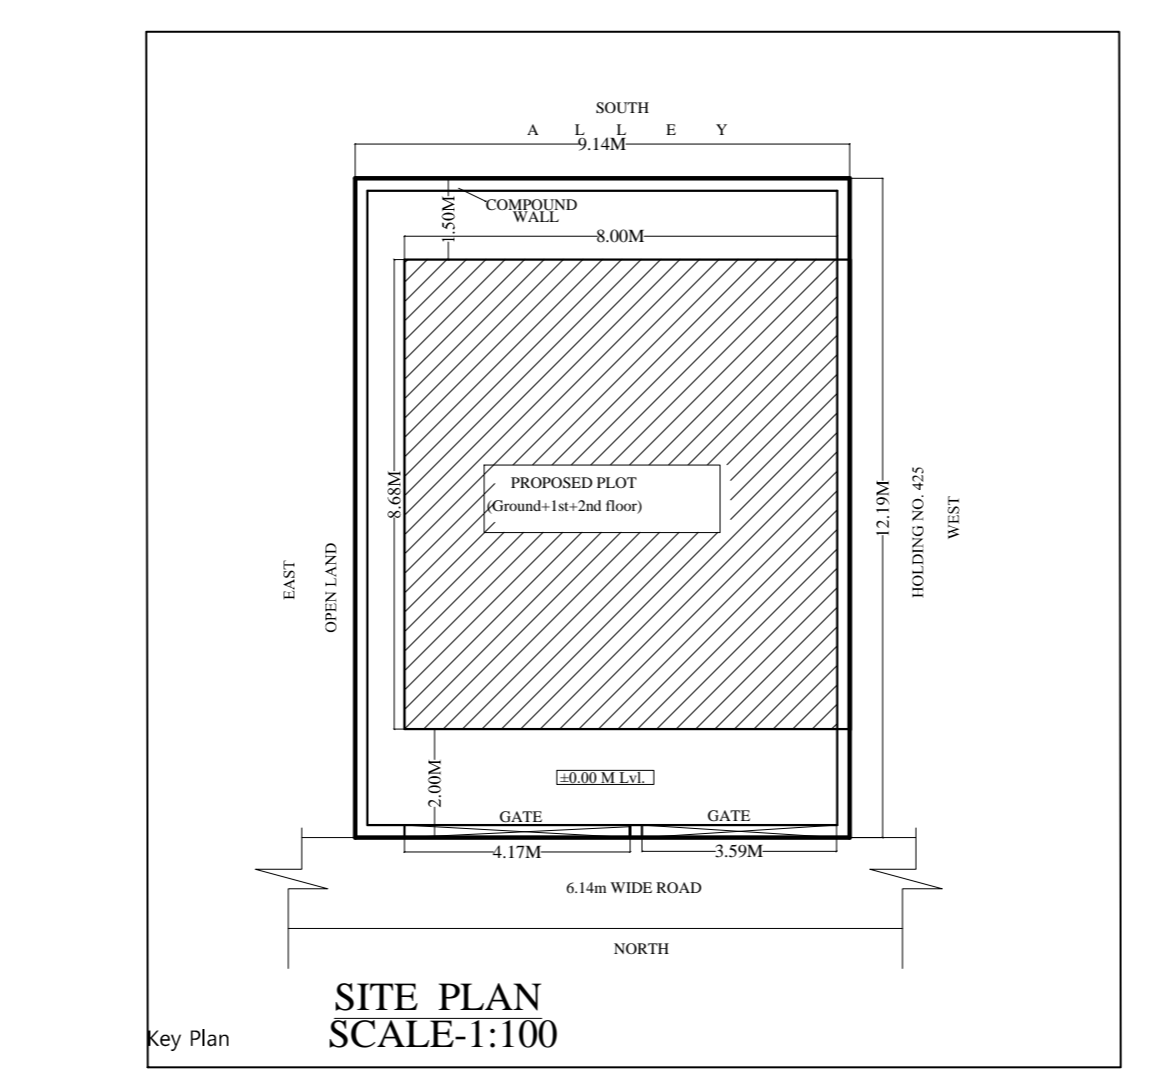 SOUTH
A L L E Y
9.14M
COMPOUND
WALL
1.50M
8.00M
8.68M
PROPOSED PLOT
(Ground+1st+2nd floor)
12.19M
HOLDING NO. 425
WEST
EAST
OPEN LAND
2.00M
±0.00 M Lvl.
GATE
GATE
4.17M
3.59M
6.14m WIDE ROAD
NORTH
SITE PLAN
SCALE-1:100
Key Plan